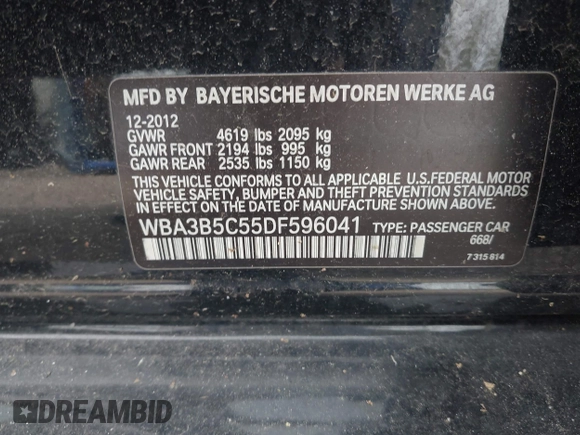 MFD BY BAYERISCHE MOTOREN WERKE AG
12-2012
GVWR 4619 lbs 2095 kg
GAWR FRONT 2194 lbs 995 kg
GAWR REAR 2535 lbs 1150 kg
THIS VEHICLE CONFORMS TO ALL APPLICABLE U.S.FEDERAL MOTOR
VEHICLE SAFETY, BUMPER AND THEFT PREVENTION STANDARDS
IN EFFECT ON THE DATE OF MANUFACTURE SHOWN ABOVE.
WBA3B5C55DF596041 TYPE: PASSENGER CAR
668/
7 315 814
DREAMBID